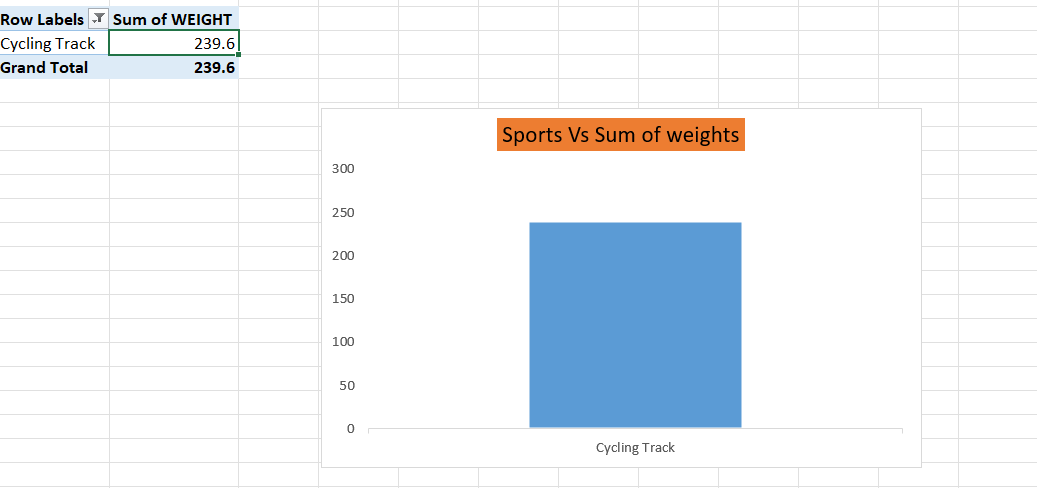 Row Labels Sum of WEIGHT
Cycling Track 239.6
Grand Total 239.6
Sports Vs Sum of weights
300
250
200
150
100
50
0
Cycling Track